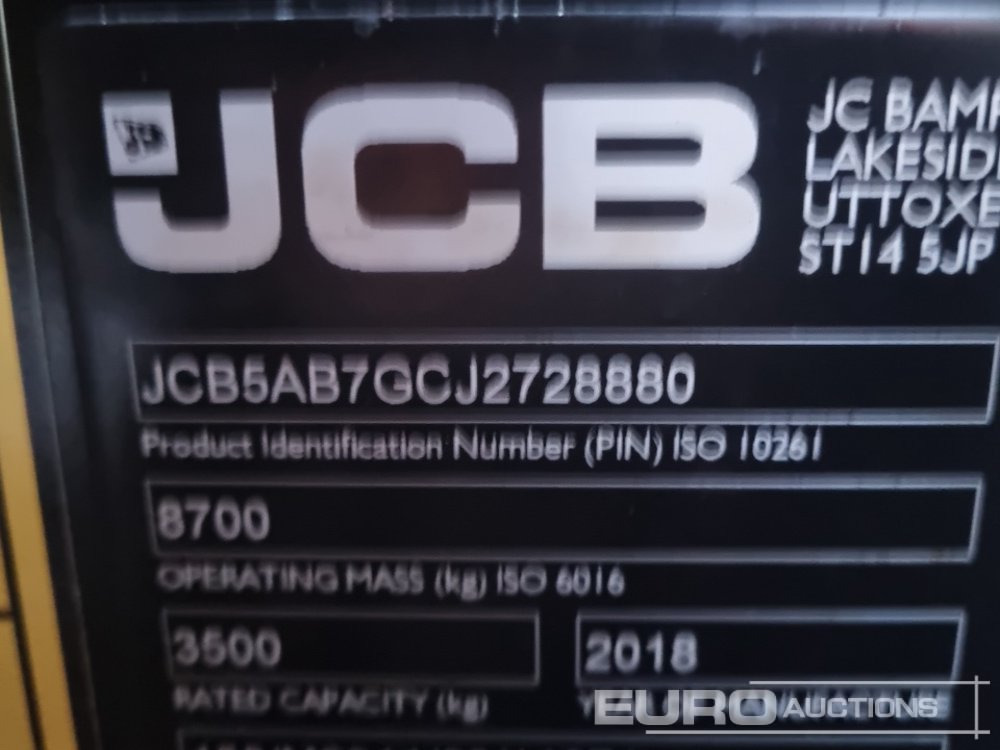 JCB
JCB
JC BAMF
LAKESIDE
UTTOXE
ST14 5JP
JCB5AB7GCJ2728880
Product Identification Number (PIN) ISO 10261
8700
OPERATING MASS (kg) ISO 6016
3500
2018
RATED CAPACITY (kg)
EURO AUCTIONS